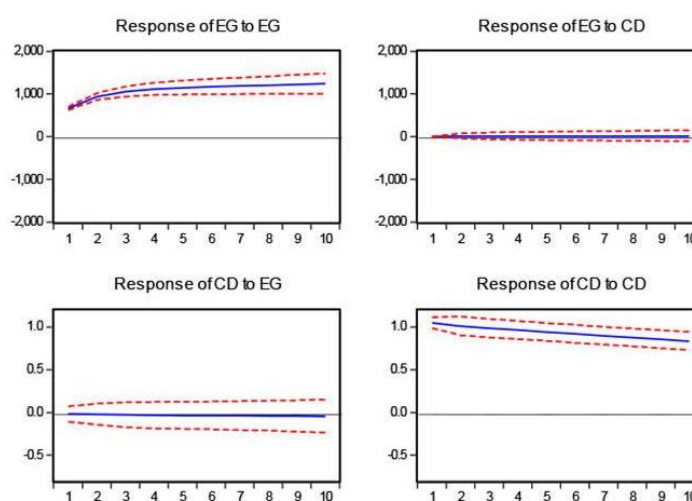 Response of EG to EG
2,000
1,000
0
-1,000
-2,000
1 2 3 4 5 6 7 8 9 10
Response of EG to CD
2,000
1,000
0
-1,000
-2,000
1 2 3 4 5 6 7 8 9 10
Response of CD to EG
1.0
0.5
0.0
-0.5
1 2 3 4 5 6 7 8 9 10
Response of CD to CD
1.0
0.5
0.0
-0.5
1 2 3 4 5 6 7 8 9 10